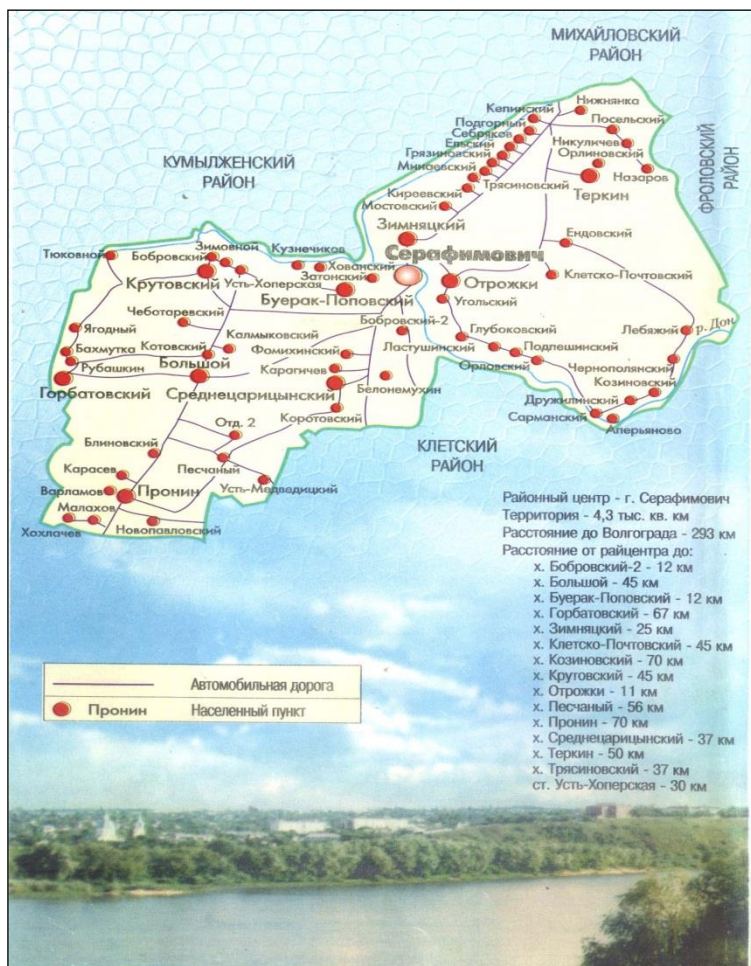 МИХАЙЛОВСКИЙ
РАЙОН
ФРОЛОВСКИЙ
РАЙОН
КУМЫЛЖЕНСКИЙ
РАЙОН
Нижнянка
Кепинский
Подгорный
Посельский
Себряков
Ельский
Никуличев
Грязиновский
Орлиновский
Минаевский
Назаров
Трясиновский
Теркин
Киреевский
Мостовский
Зимняцкий
Ендовский
Серафимович
Тюковной
Бобровский
Зимовной
Кузнечиков
Хованский
Затонский
Крутовский
Усть-Хоперская
Буерак-Поповский
Отрожки
Клетско-Почтовский
Угольский
Чеботаревский
Бобровский-2
Глубоковский
Лебяжий
р. Дон
Ягодный
Калмыковский
Ластушинский
Подпешинский
Бахмутка
Котовский
Фомихинский
Орловский
Чернополянский
Рубашкин
Большой
Карагичев
Козиновский
Горбатовский
Среднецарицынский
Белонемухин
Дружилинский
Сарманский
Аперьяново
Коротовский
Отд. 2
Блиновский
КЛЕТСКИЙ
РАЙОН
Карасев
Песчаный
Варламов
Пронин
Усть-Медведицкий
Малахов
Хохлачев
Новопавловский
Районный центр - г. Серафимович
Территория - 4,3 тыс. кв. км
Расстояние до Волгограда - 293 км
Расстояние от райцентра до:
х. Бобровский-2 - 12 км
х. Большой - 45 км
х. Буерак-Поповский - 12 км
х. Горбатовский - 67 км
х. Зимняцкий - 25 км
х. Клетско-Почтовский - 45 км
х. Козиновский - 70 км
х. Крутовский - 45 км
х. Отрожки - 11 км
х. Песчаный - 56 км
х. Пронин - 70 км
х. Среднецарицынский - 37 км
х. Теркин - 50 км
х. Трясиновский - 37 км
ст. Усть-Хоперская - 30 км
Автомобильная дорога
Пронин Населенный пункт